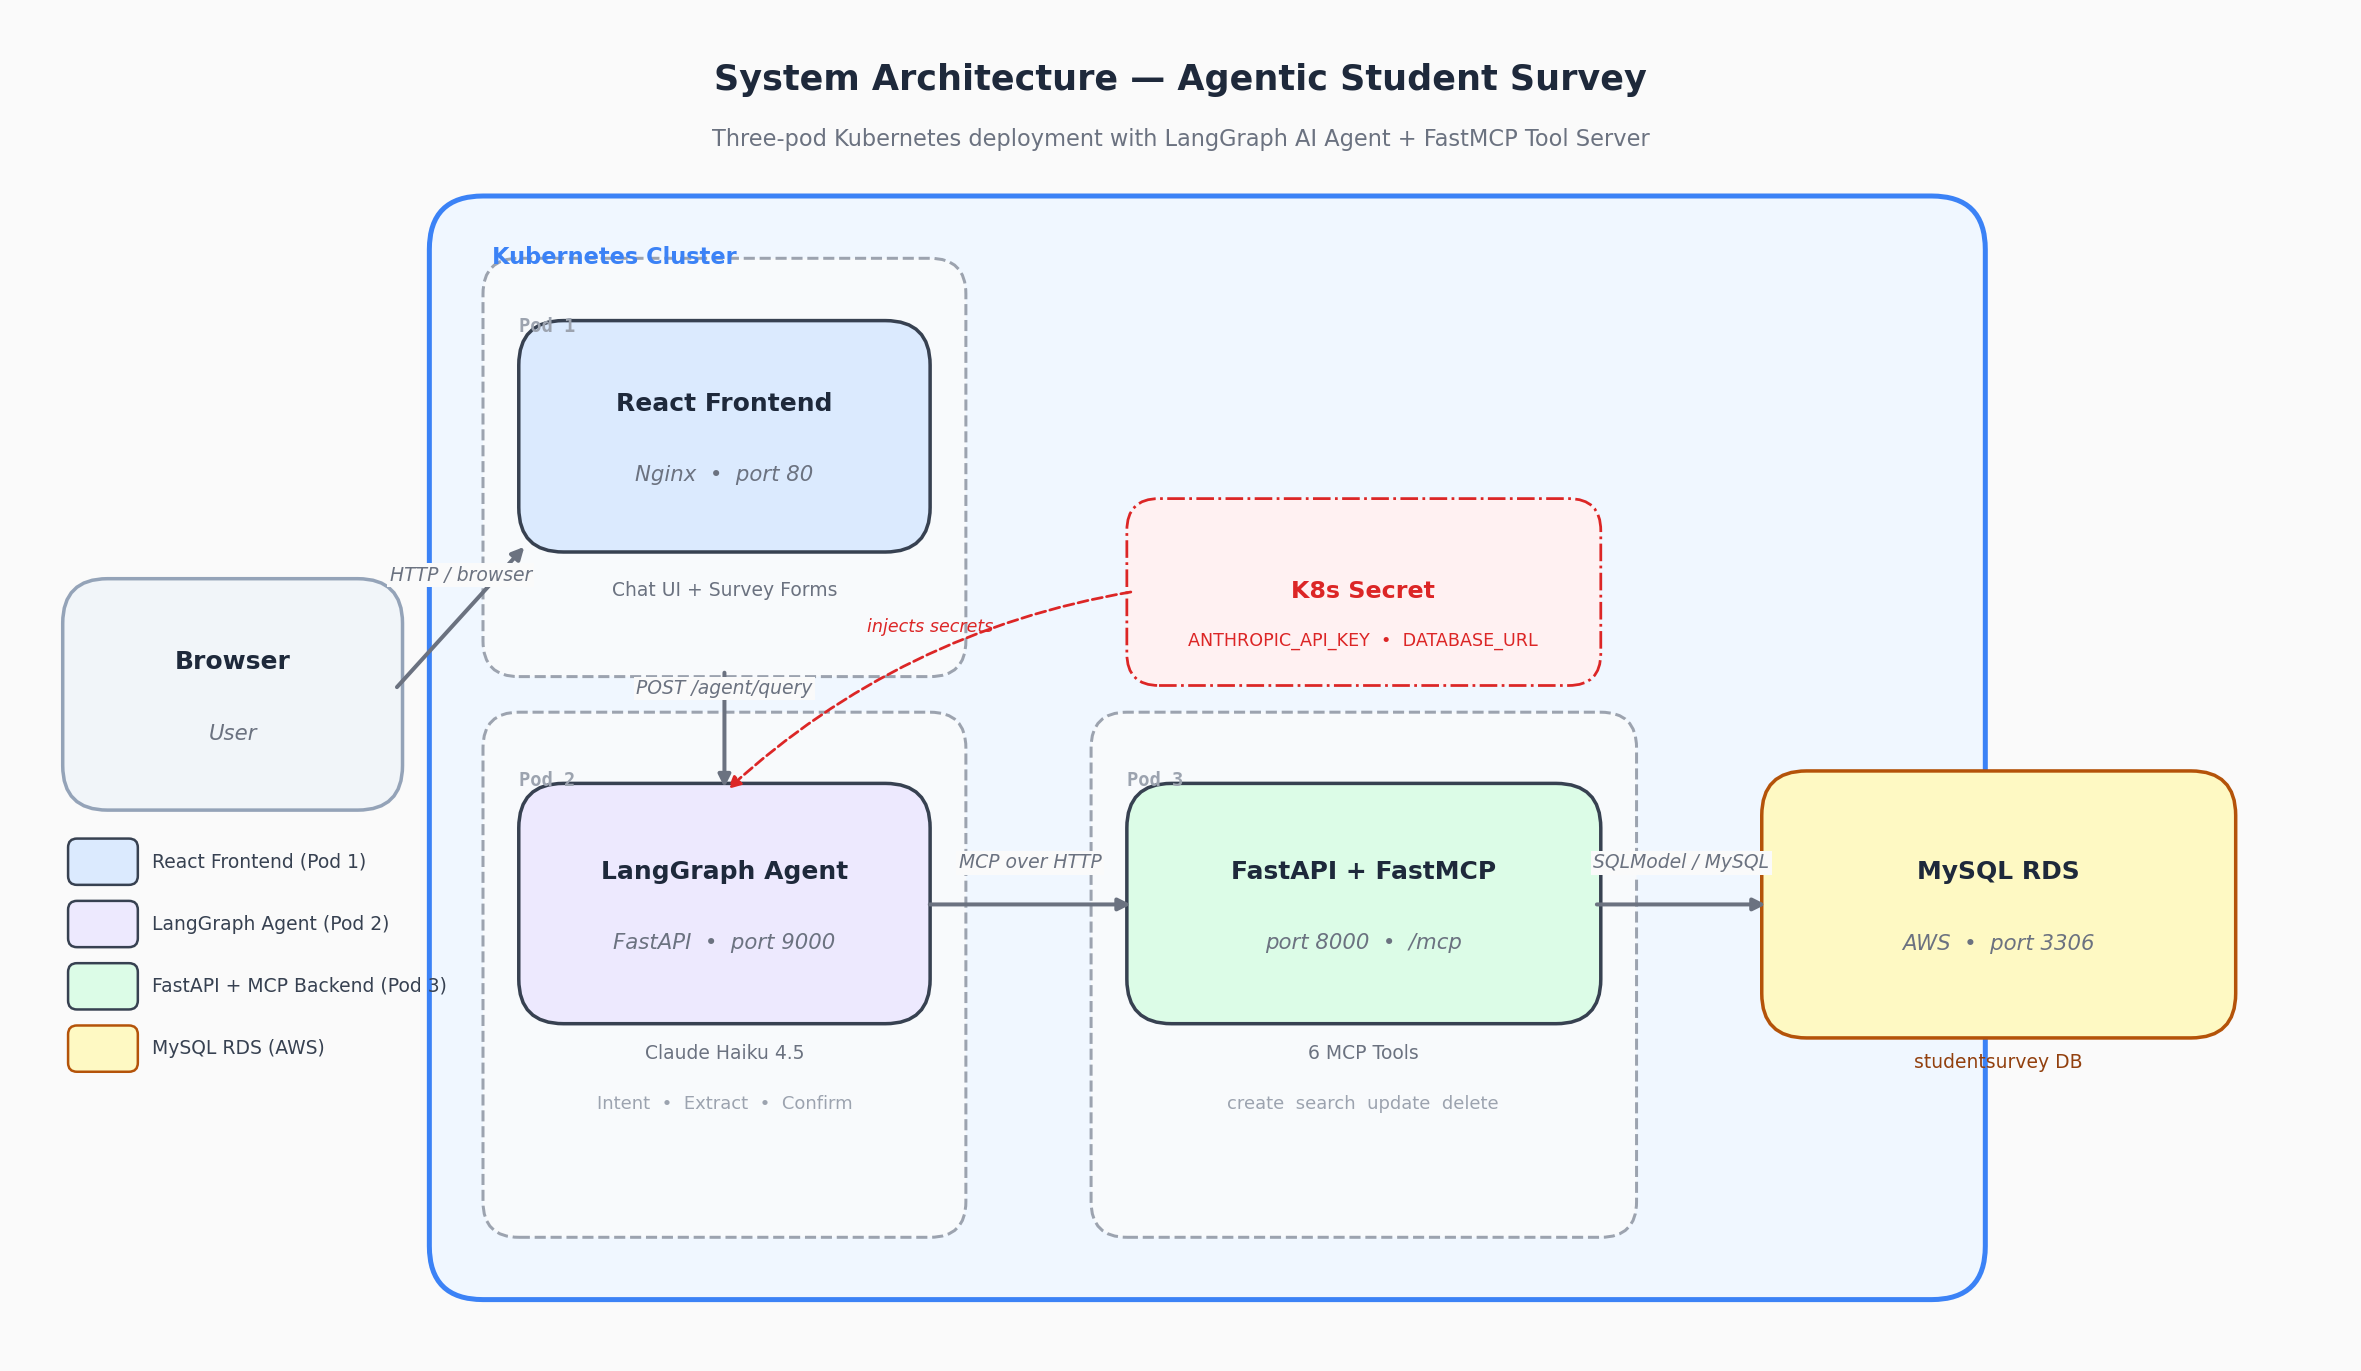 System Architecture — Agentic Student Survey
Three-pod Kubernetes deployment with LangGraph AI Agent + FastMCP Tool Server
Kubernetes Cluster
Pod 1
React Frontend
Nginx • port 80
Chat UI + Survey Forms
HTTP / browser
Browser
User
injects secrets
K8s Secret
ANTHROPIC_API_KEY • DATABASE_URL
POST /agent/query
Pod 2
LangGraph Agent
FastAPI • port 9000
Claude Haiku 4.5
Intent • Extract • Confirm
MCP over HTTP
Pod 3
FastAPI + FastMCP
port 8000 • /mcp
6 MCP Tools
create search update delete
SQLModel / MySQL
MySQL RDS
AWS • port 3306
studentsurvey DB
React Frontend (Pod 1)
LangGraph Agent (Pod 2)
FastAPI + MCP Backend (Pod 3)
MySQL RDS (AWS)